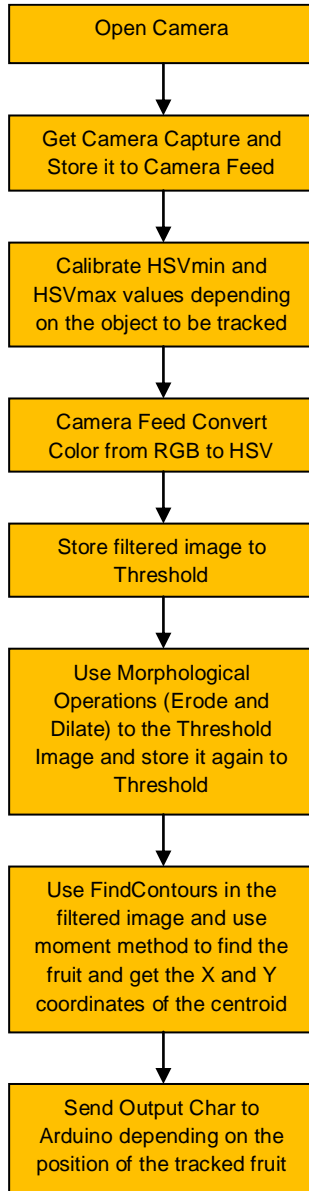 Open Camera
Get Camera Capture and
Store it to Camera Feed
Calibrate HSVmin and
HSVmax values depending
on the object to be tracked
Camera Feed Convert
Color from RGB to HSV
Store filtered image to
Threshold
Use Morphological
Operations (Erode and
Dilate) to the Threshold
Image and store it again to
Threshold
Use FindContours in the
filtered image and use
moment method to find the
fruit and get the X and Y
coordinates of the centroid
Send Output Char to
Arduino depending on the
position of the tracked fruit